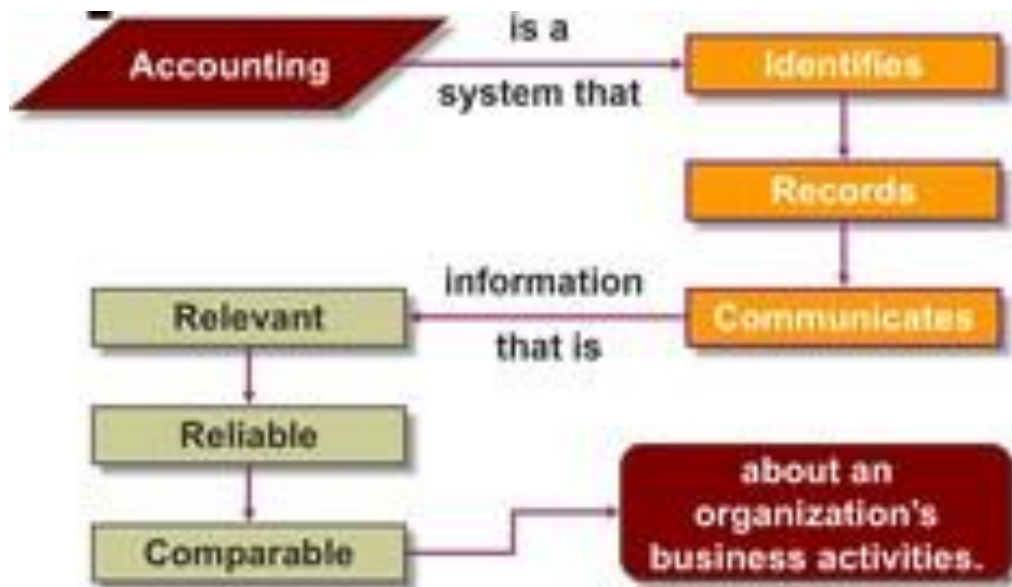 Accounting
is a
system that
Identifies
Records
Communicates
information
that is
Relevant
Reliable
Comparable
about an
organization's
business activities.